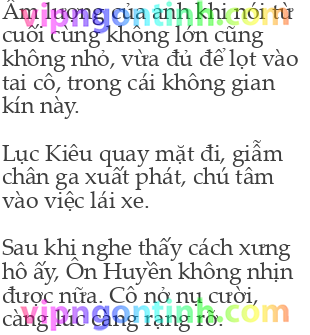 Âm lượng của anh khi nói từ
cuối cùng không lớn cũng
không nhỏ, vừa đủ để lọt vào
tai cô, trong cái không gian
kín này.
Lục Kiêu quay mặt đi, giẫm
chân ga xuất phát, chú tâm
vào việc lái xe.
Sau khi nghe thấy cách xưng
hô ấy, Ôn Huyền không nhịn
được nữa. Cô nở nụ cười,
càng lúc càng rạng rỡ.
vipngontinh.com
vipngontinh.com
vipngontinh.com